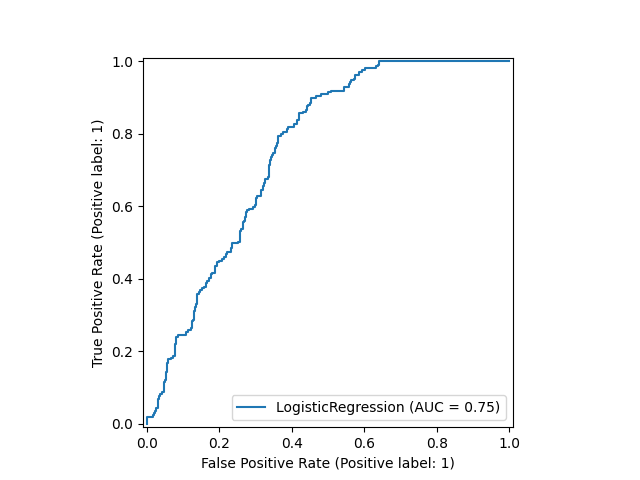 1.0
0.8
0.6
0.4
0.2
0.0
True Positive Rate (Positive label: 1)
LogisticRegression (AUC = 0.75)
0.0 0.2 0.4 0.6 0.8 1.0
False Positive Rate (Positive label: 1)